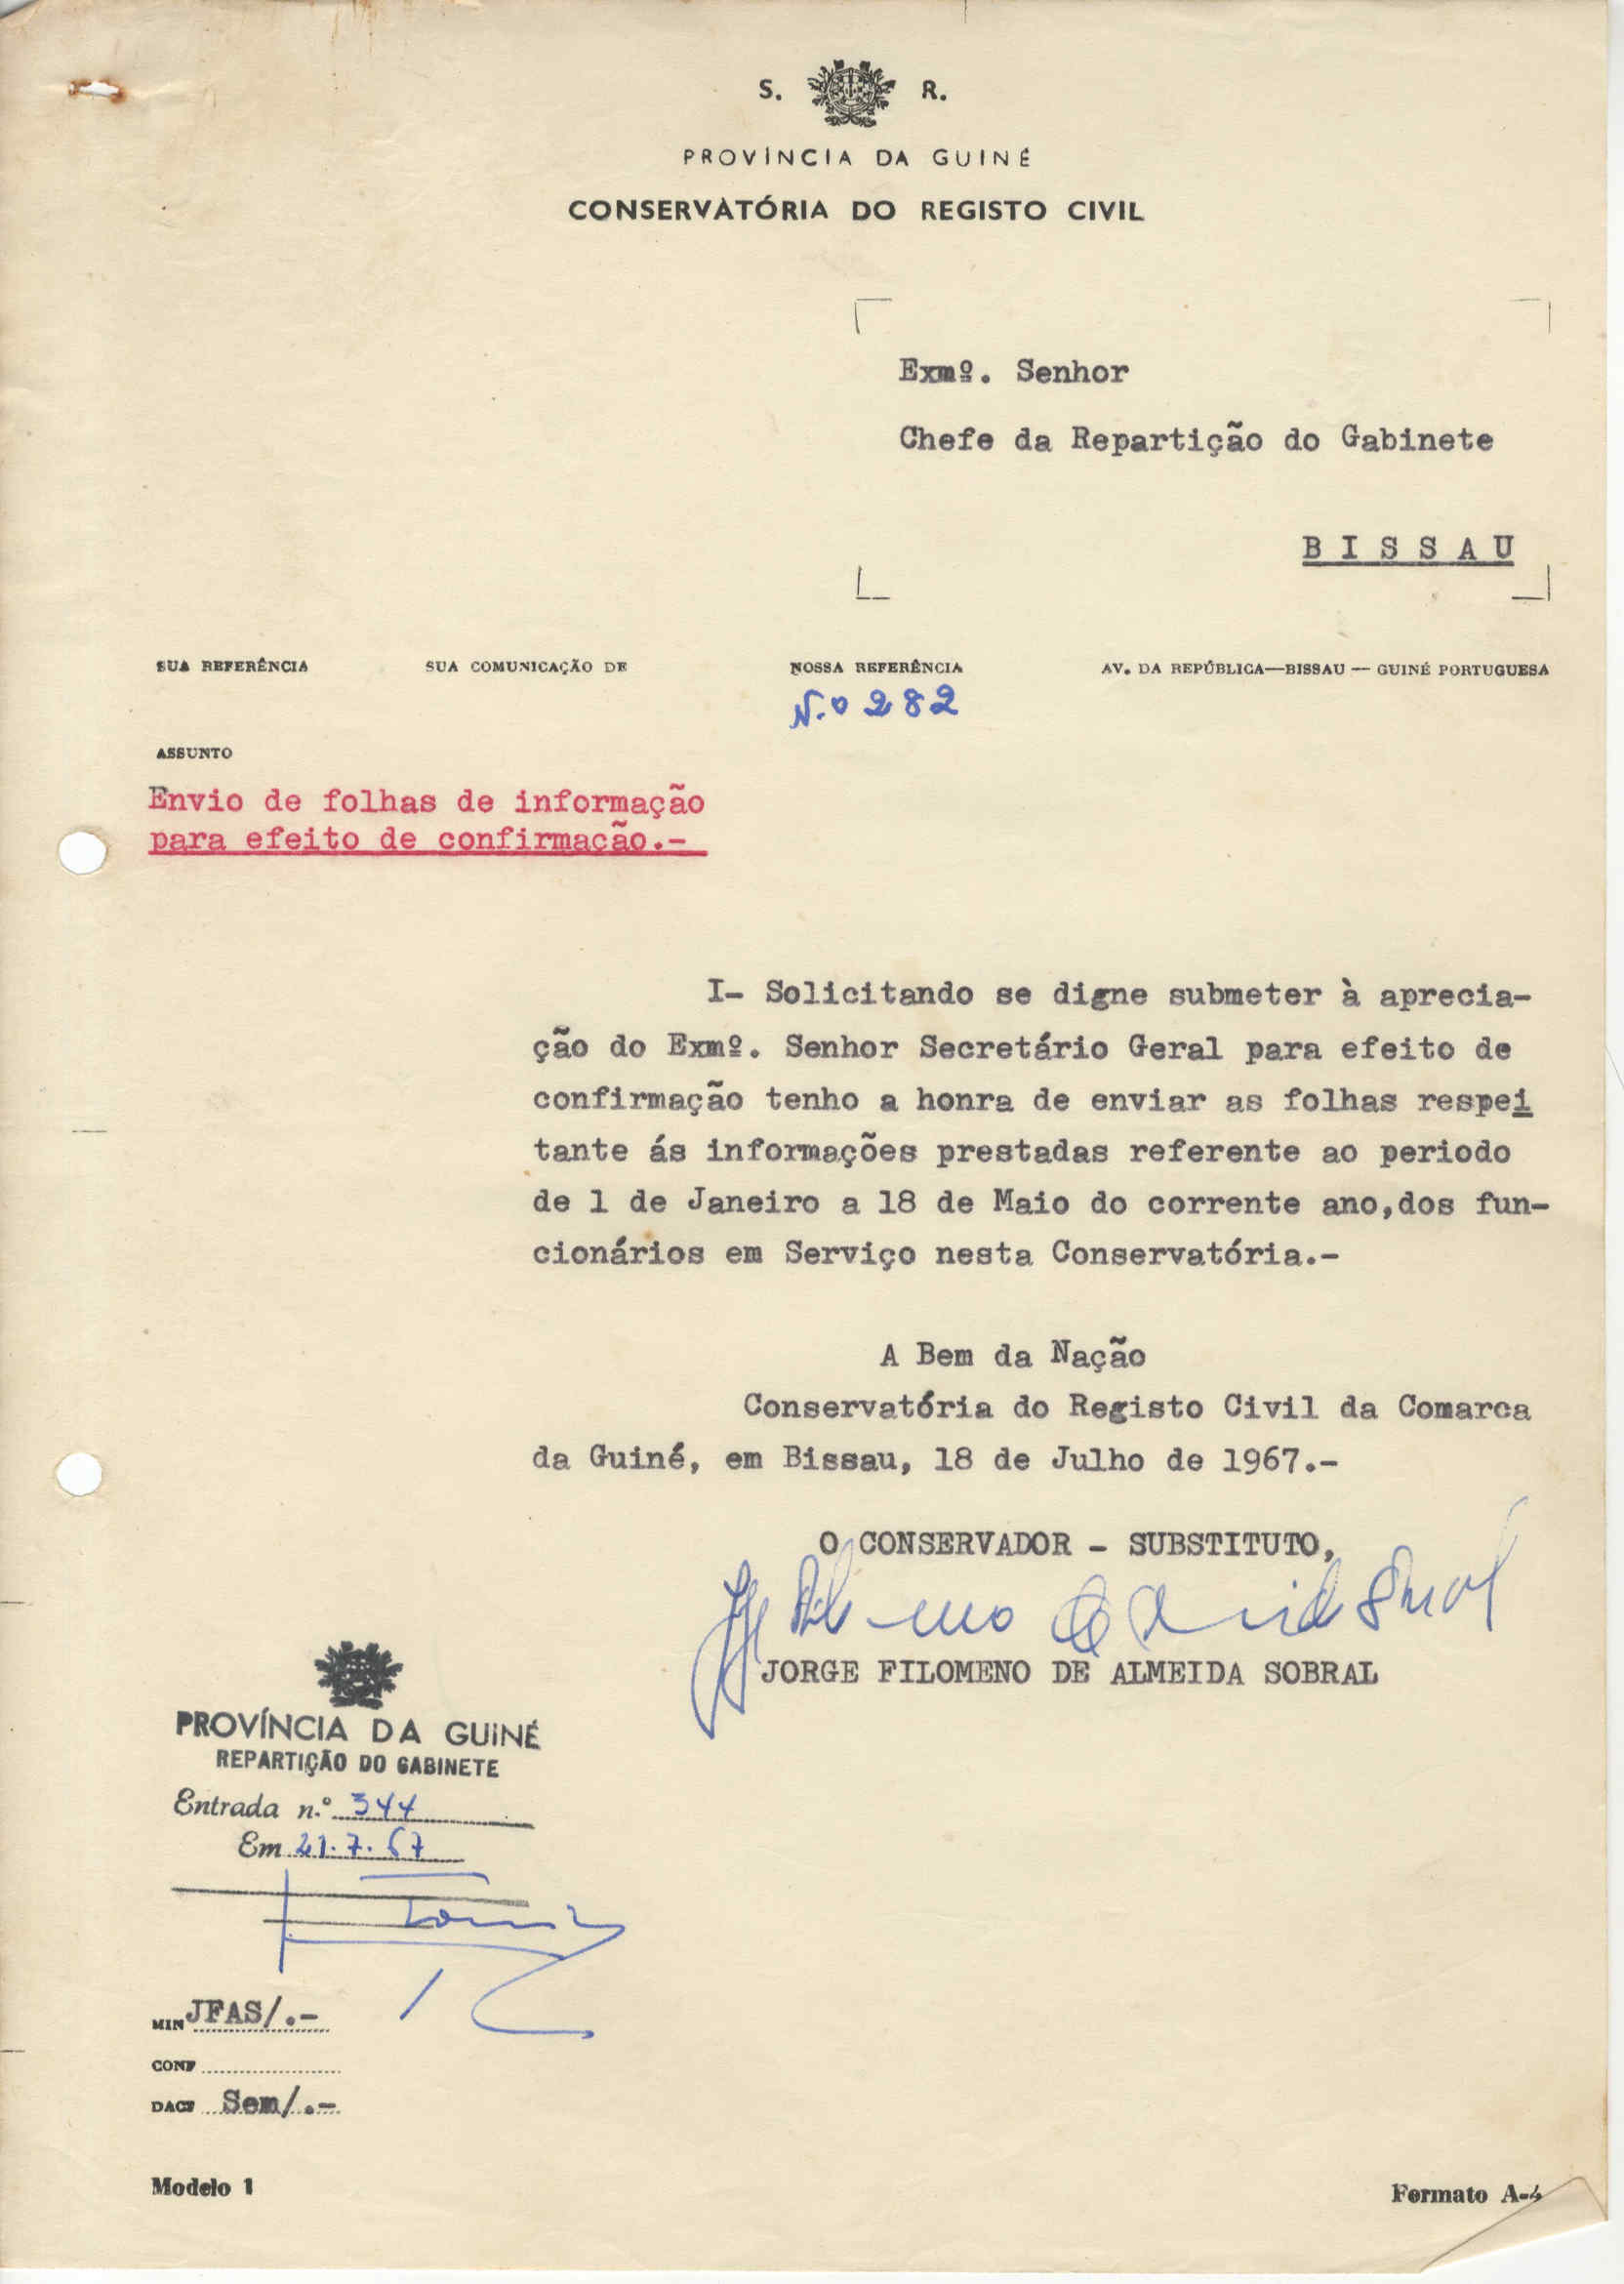 S. R.
PROVÍNCIA DA GUINÉ
CONSERVATÓRIA DO REGISTO CIVIL
Exmº. Senhor
Chefe da Repartição do Gabinete
B I S S A U
SUA REFERÊNCIA SUA COMUNICAÇÃO DE NOSSA REFERÊNCIA AV. DA REPÚBLICA—BISSAU — GUINÉ PORTUGUESA
N.o 282
ASSUNTO
Envio de folhas de informação
para efeito de confirmação.-
I- Solicitando se digne submeter à aprecia-
ção do Exmº. Senhor Secretário Geral para efeito de
confirmação tenho a honra de enviar as folhas respei
tante ás informações prestadas referente ao periodo
de 1 de Janeiro a 18 de Maio do corrente ano,dos fun-
cionários em Serviço nesta Conservatória.-
A Bem da Nação
Conservatória do Registo Civil da Comarca
da Guiné, em Bissau, 18 de Julho de 1967.-
O CONSERVADOR - SUBSTITUTO,
JORGE FILOMENO DE ALMEIDA SOBRAL
PROVÍNCIA DA GUINÉ
REPARTIÇÃO DO GABINETE
Entrada n.º 344
Em 21.7.67
MIN JFAS/.-
CONF
DACT Sem/.-
Modelo 1
Formato A-4